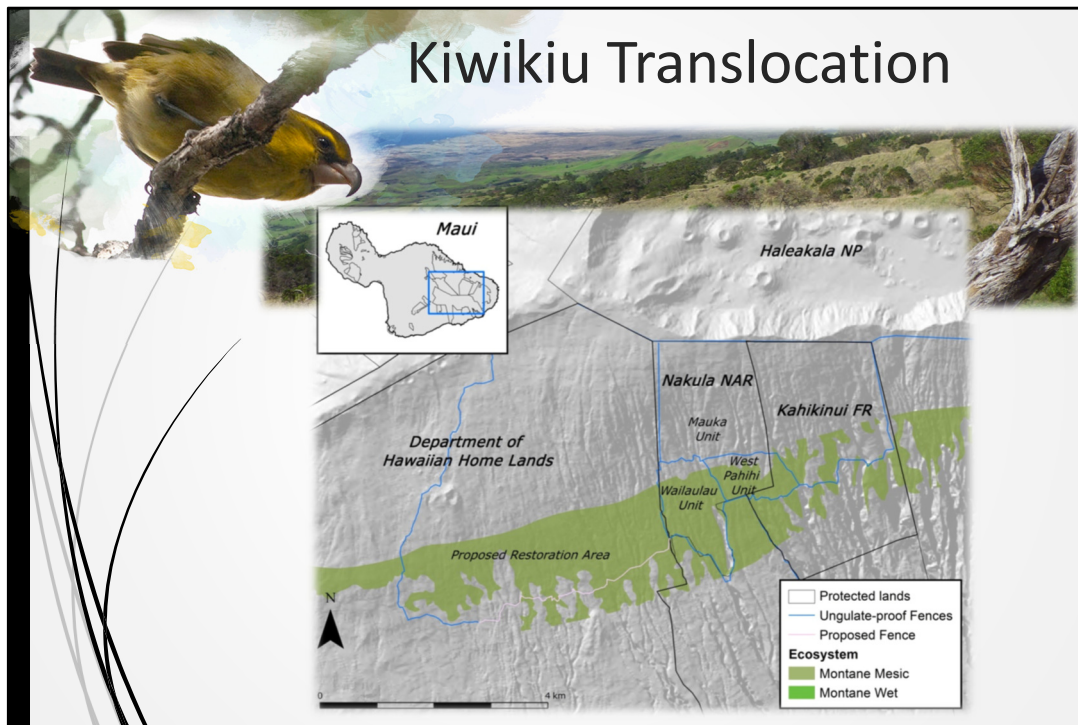 Kiwikiu Translocation
Maui
Haleakala NP
Nakula NAR
Kahikinui FR
Mauka
Unit
Department of
Hawaiian Home Lands
West
Pahihi
Unit
Wailaulau
Unit
Proposed Restoration Area
N
0
4 km
Protected lands
Ungulate-proof Fences
Proposed Fence
Ecosystem
Montane Mesic
Montane Wet